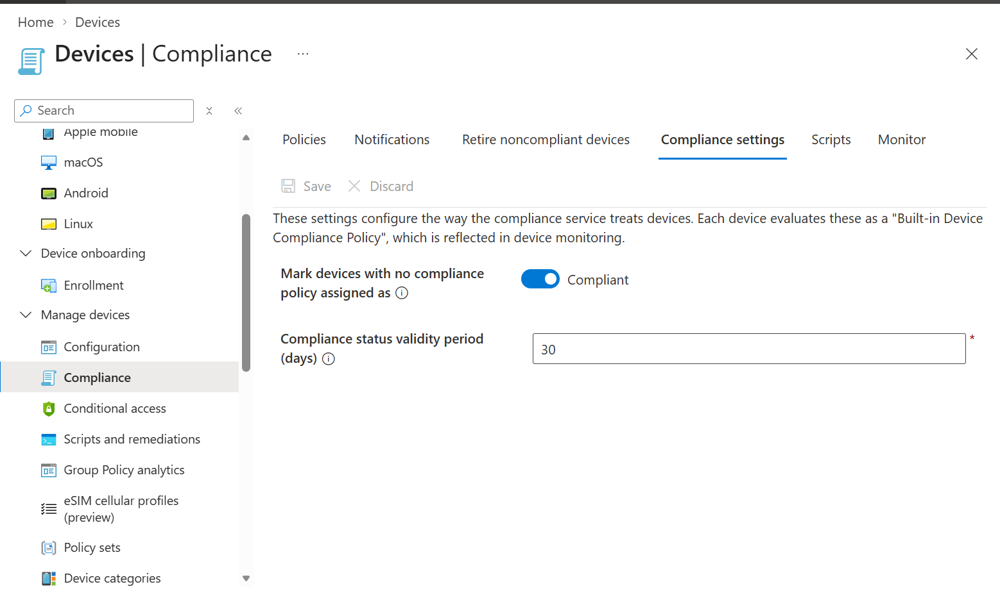 Home > Devices
Devices | Compliance ...
Search
Apple mobile
macOS
Android
Linux
Device onboarding
Enrollment
Manage devices
Configuration
Compliance
Conditional access
Scripts and remediations
Group Policy analytics
eSIM cellular profiles
(preview)
Policy sets
Device categories
Policies Notifications Retire noncompliant devices Compliance settings Scripts Monitor
Save Discard
These settings configure the way the compliance service treats devices. Each device evaluates these as a "Built-in Device
Compliance Policy", which is reflected in device monitoring.
Mark devices with no compliance
policy assigned as
Compliant
Compliance status validity period
(days)
30 *